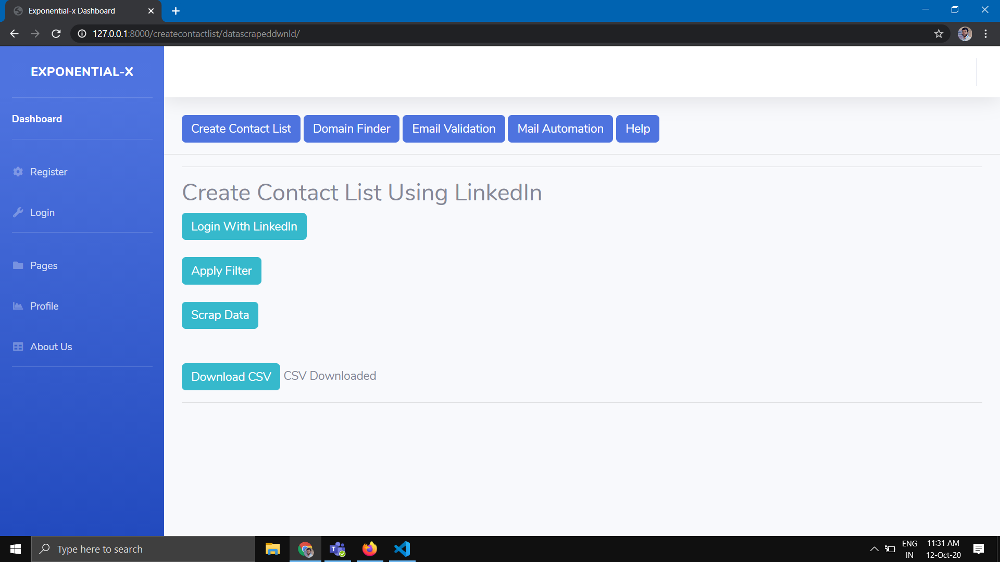 Exponential-x Dashboard
127.0.0.1:8000/createcontactlist/datascrapeddwnld/
EXPONENTIAL-X
Dashboard
Register
Login
Pages
Profile
About Us
Create Contact List Domain Finder Email Validation Mail Automation Help
Create Contact List Using LinkedIn
Login With LinkedIn
Apply Filter
Scrap Data
Download CSV CSV Downloaded
Type here to search
ENG
IN
11:31 AM
12-Oct-20